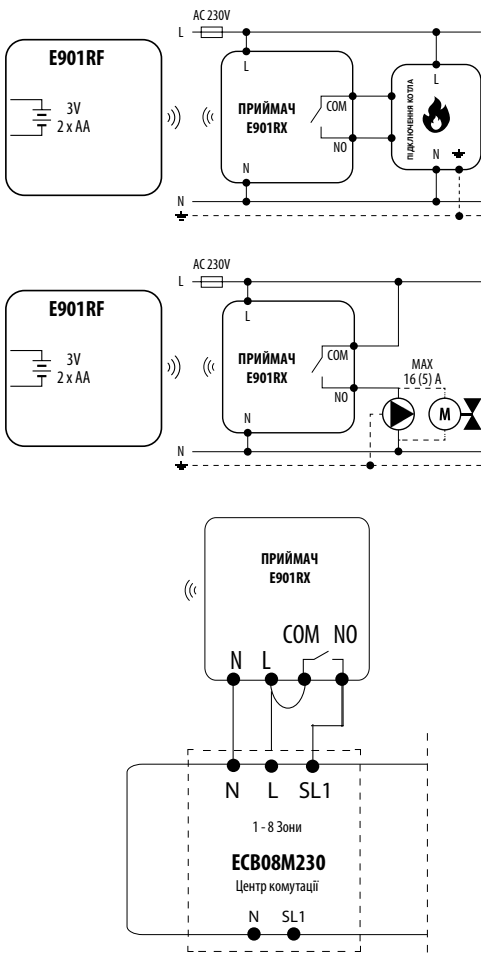 AC 230V
L
E901RF
3V
2 x AA
L
ПРИЙМАЧ
E901RX
COM
NO
N
L
ПІДКЛЮЧЕННЯ КОТЛА
N
N
AC 230V
L
E901RF
3V
2 x AA
L
ПРИЙМАЧ
E901RX
COM
NO
N
MAX
16 (5) A
M
N
ПРИЙМАЧ
E901RX
COM NO
N L
N L SL1
1 - 8 Зони
ECB08M230
Центр комутації
N SL1